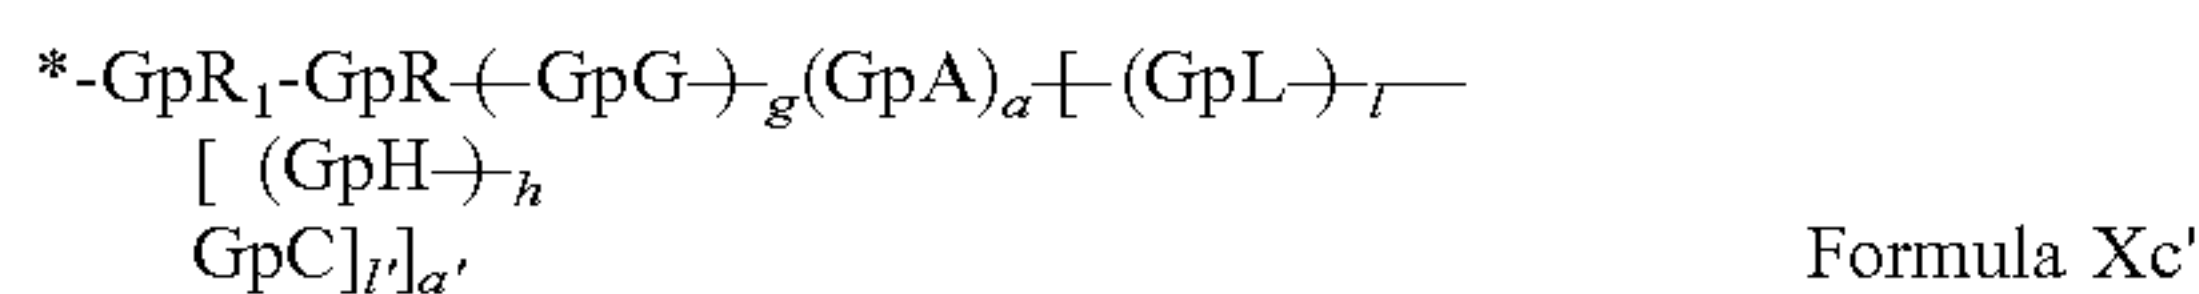 *-GpR₁-GpR-(-GpG-)-g(GpA)a-[-(GpL-)-l—
[ (GpH-)-h
GpC]l']a' Formula Xc'